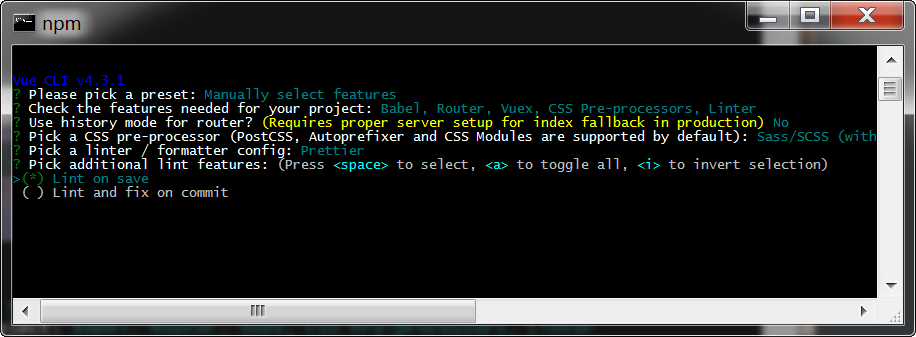 npm
Vue CLI v4.3.1
? Please pick a preset: Manually select features
? Check the features needed for your project: Babel, Router, Vuex, CSS Pre-processors, Linter
? Use history mode for router? (Requires proper server setup for index fallback in production) No
? Pick a CSS pre-processor (PostCSS, Autoprefixer and CSS Modules are supported by default): Sass/SCSS (with
? Pick a linter / formatter config: Prettier
? Pick additional lint features: (Press <space> to select, <a> to toggle all, <i> to invert selection)
>(*) Lint on save
( ) Lint and fix on commit